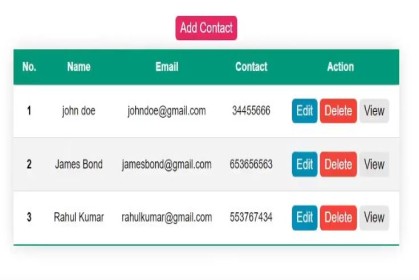 Add Contact
No. Name Email Contact Action
1 john doe johndoe@gmail.com 34455666 Edit Delete View
2 James Bond jamesbond@gmail.com 653656563 Edit Delete View
3 Rahul Kumar rahulkumar@gmail.com 553767434 Edit Delete View